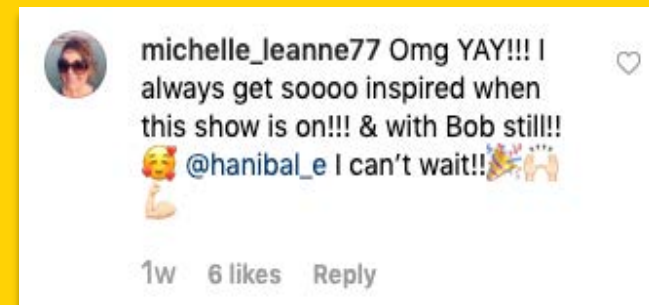 michelle_leanne77 Omg YAY!!! I
always get soooo inspired when
this show is on!!! & with Bob still!!
🥰 @hanibal_e I can't wait!!🎉🙌🏻
💪🏻
1w 6 likes Reply